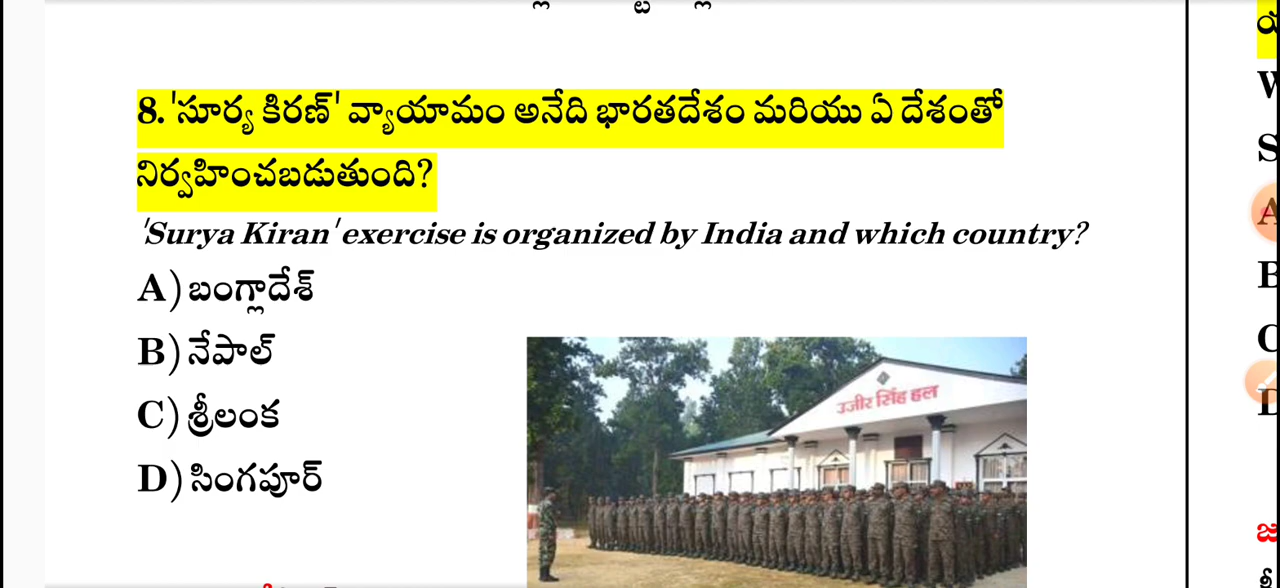 8.'సూర్య కిరణ్' వ్యాయామం అనేది భారతదేశం మరియు ఏ దేశంతో
నిర్వహించబడుతుంది?
'Surya Kiran' exercise is organized by India and which country?
A) బంగ్లాదేశ్
B) నేపాల్
C) శ్రీలంక
D) సింగపూర్
उजीर सिंह हल
W
S
A
B
C